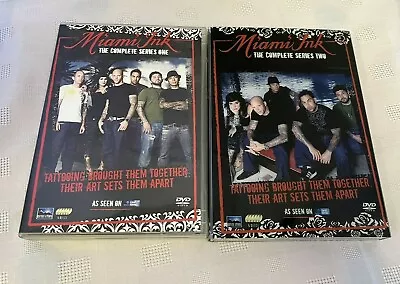 Miami Ink
THE COMPLETE SERIES ONE
TATTOOING BROUGHT THEM TOGETHER,
THEIR ART SETS THEM APART
AS SEEN ON
DVD
Miami Ink
THE COMPLETE SERIES TWO
TATTOOING BROUGHT THEM TOGETHER,
THEIR ART SETS THEM APART
AS SEEN ON
DVD